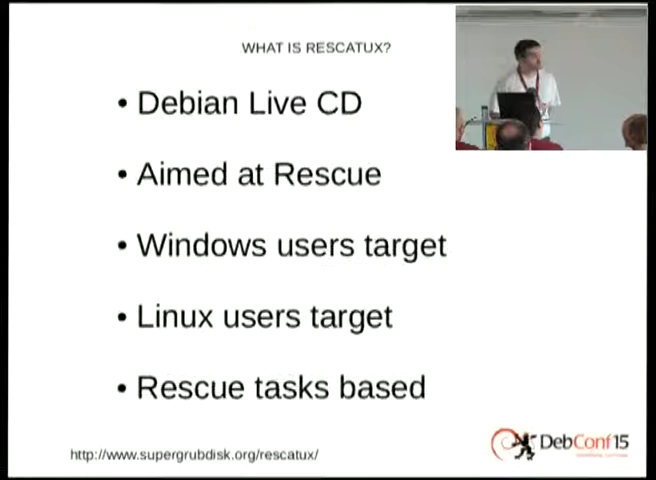 WHAT IS RESCATUX?
• Debian Live CD
• Aimed at Rescue
• Windows users target
• Linux users target
• Rescue tasks based
http://www.supergrubdisk.org/rescatux/
DebConf15